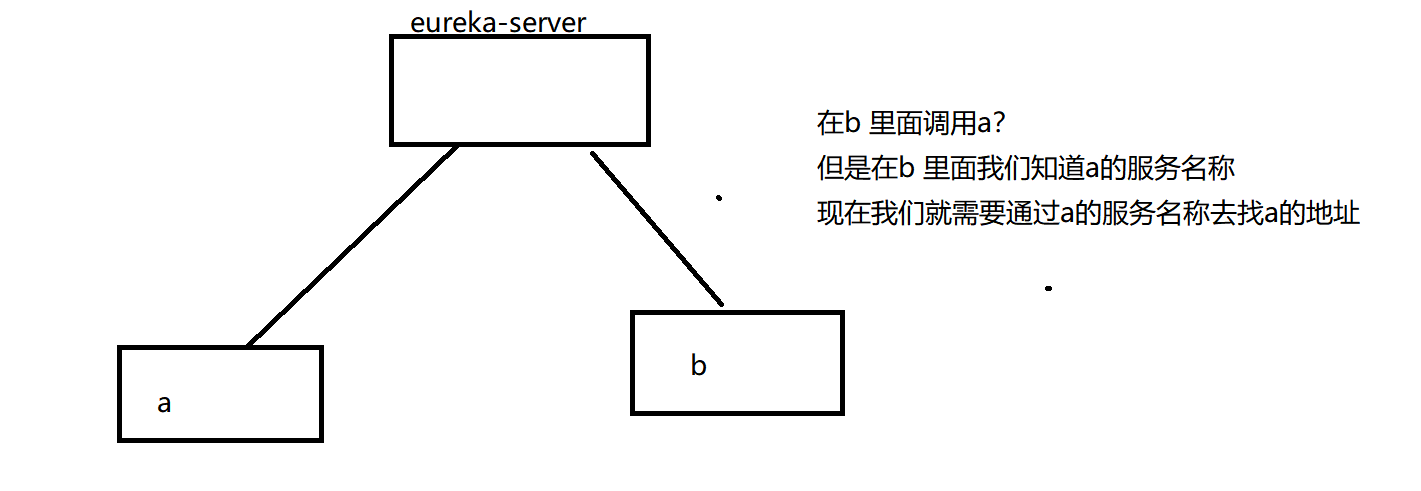 eureka-server
在b 里面调用a?
但是在b 里面我们知道a的服务名称
现在我们就需要通过a的服务名称去找a的地址
b
a